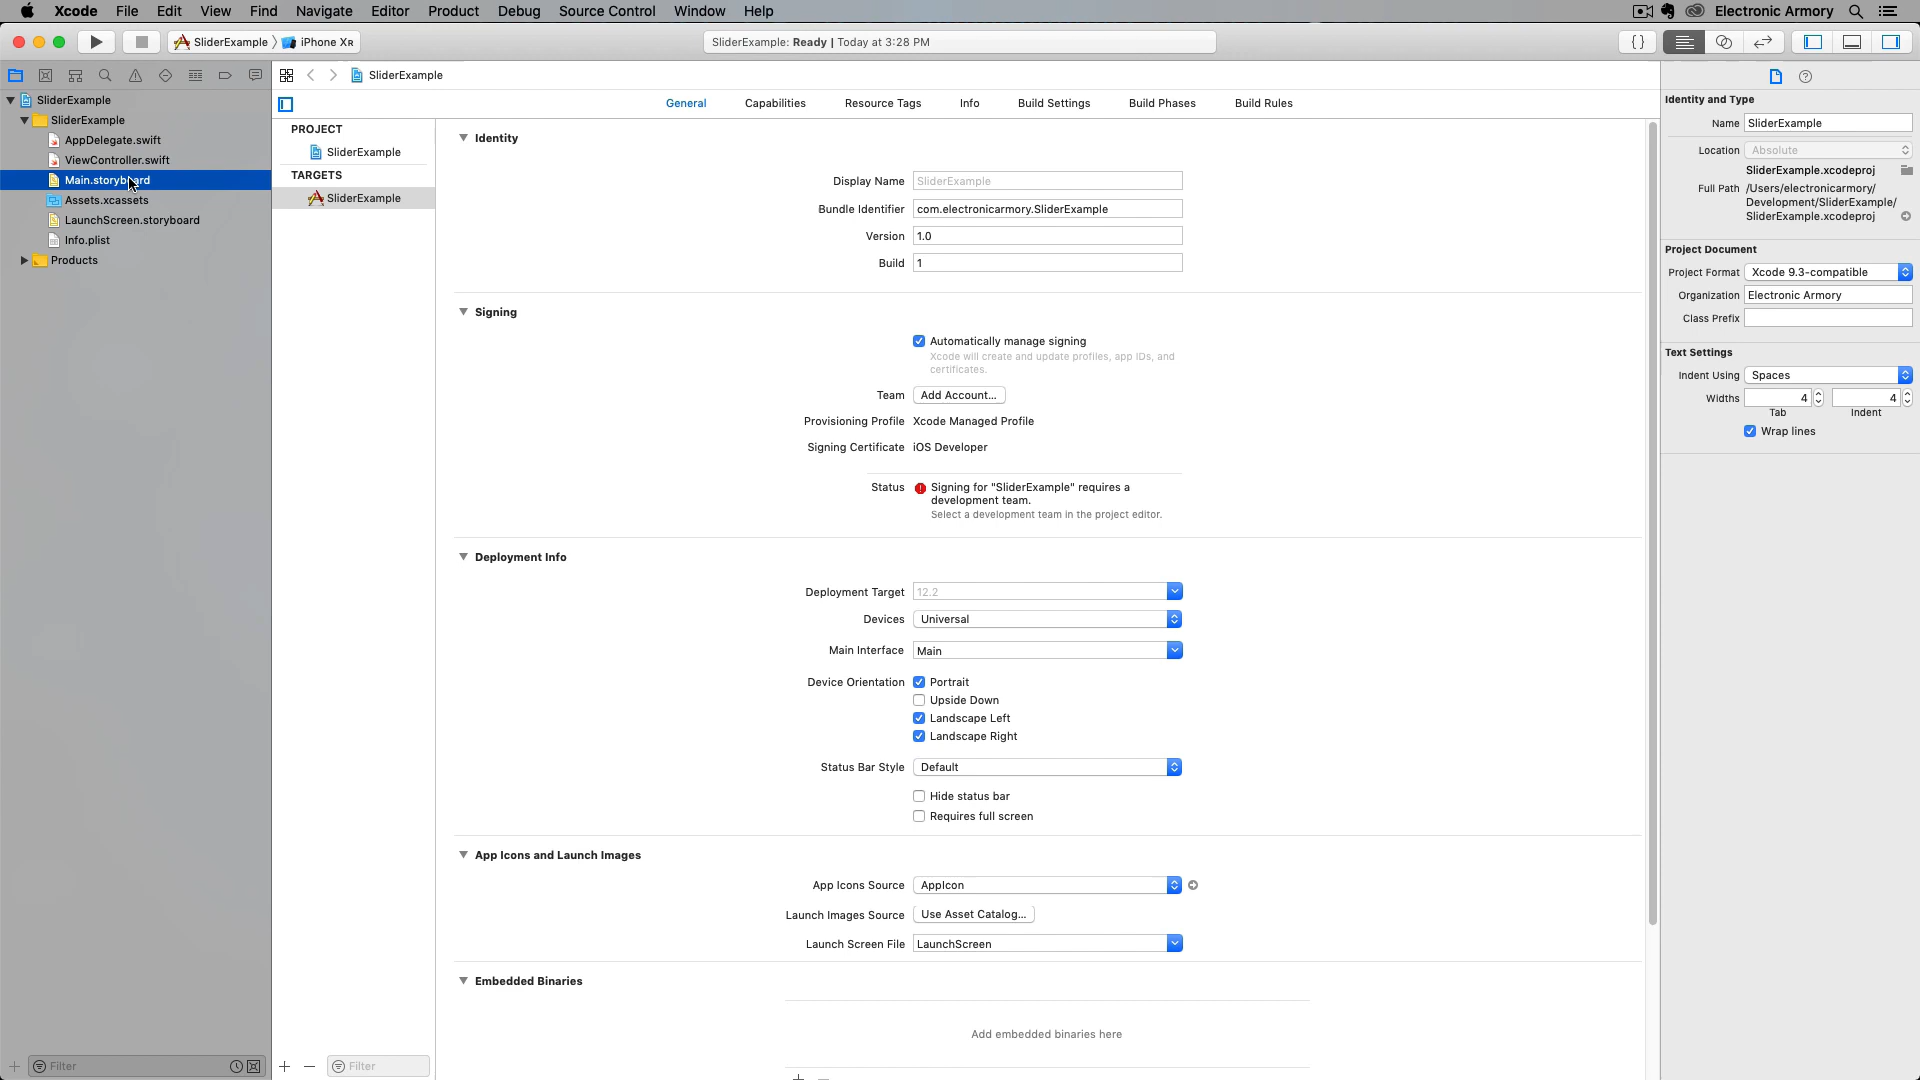 Xcode File Edit View Find Navigate Editor Product Debug Source Control Window Help Electronic Armory
SliderExample iPhone XR
SliderExample: Ready | Today at 3:28 PM
SliderExample
SliderExample
AppDelegate.swift
ViewController.swift
Main.storyboard
Assets.xcassets
LaunchScreen.storyboard
Info.plist
Products
Filter
SliderExample
General Capabilities Resource Tags Info Build Settings Build Phases Build Rules
PROJECT
SliderExample
TARGETS
SliderExample
Filter
Identity
Display Name SliderExample
Bundle Identifier com.electronicarmory.SliderExample
Version 1.0
Build 1
Signing
Automatically manage signing
Xcode will create and update profiles, app IDs, and
certificates.
Team Add Account...
Provisioning Profile Xcode Managed Profile
Signing Certificate iOS Developer
Status Signing for "SliderExample" requires a
development team.
Select a development team in the project editor.
Deployment Info
Deployment Target 12.2
Devices Universal
Main Interface Main
Device Orientation Portrait
Upside Down
Landscape Left
Landscape Right
Status Bar Style Default
Hide status bar
Requires full screen
App Icons and Launch Images
App Icons Source AppIcon
Launch Images Source Use Asset Catalog...
Launch Screen File LaunchScreen
Embedded Binaries
Add embedded binaries here
Identity and Type
Name SliderExample
Location Absolute
SliderExample.xcodeproj
Full Path /Users/electronicarmory/
Development/SliderExample/
SliderExample.xcodeproj
Project Document
Project Format Xcode 9.3-compatible
Organization Electronic Armory
Class Prefix
Text Settings
Indent Using Spaces
Widths 4 4
Tab Indent
Wrap lines